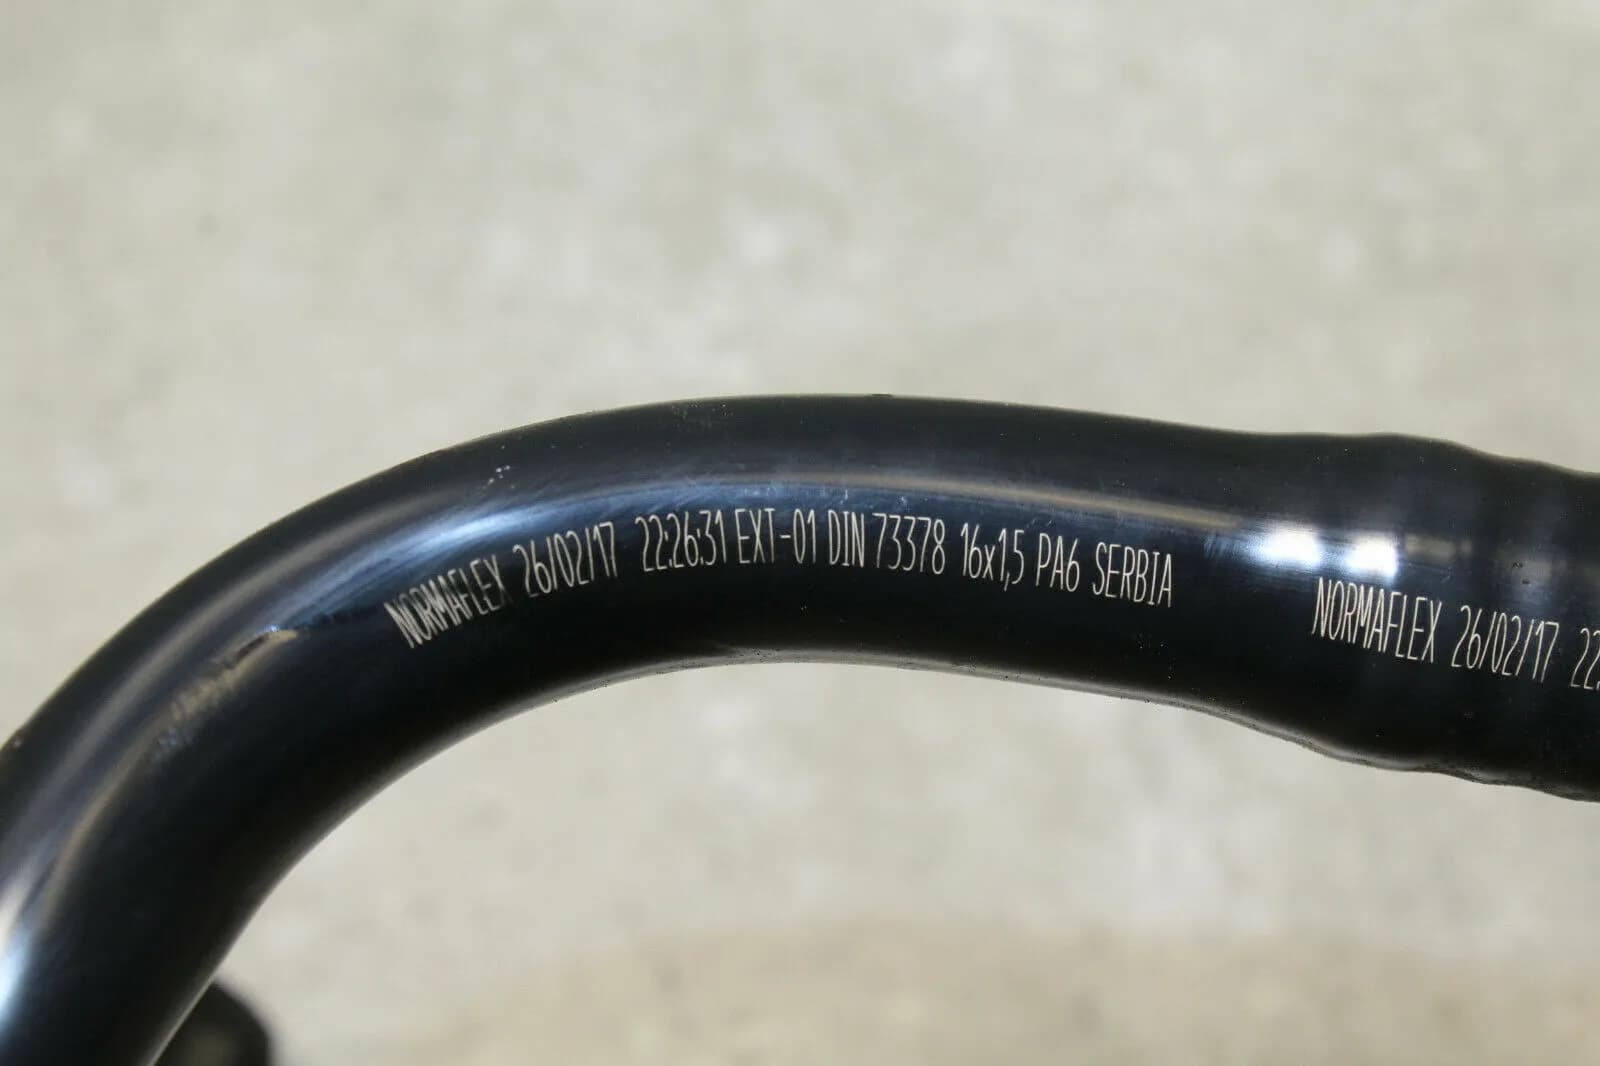 NORMAFLEX 26/02/17 22:26:31 EXT-01 DIN 73378 16x1,5 PA6 SERBIA
NORMAFLEX 26/02/17 22